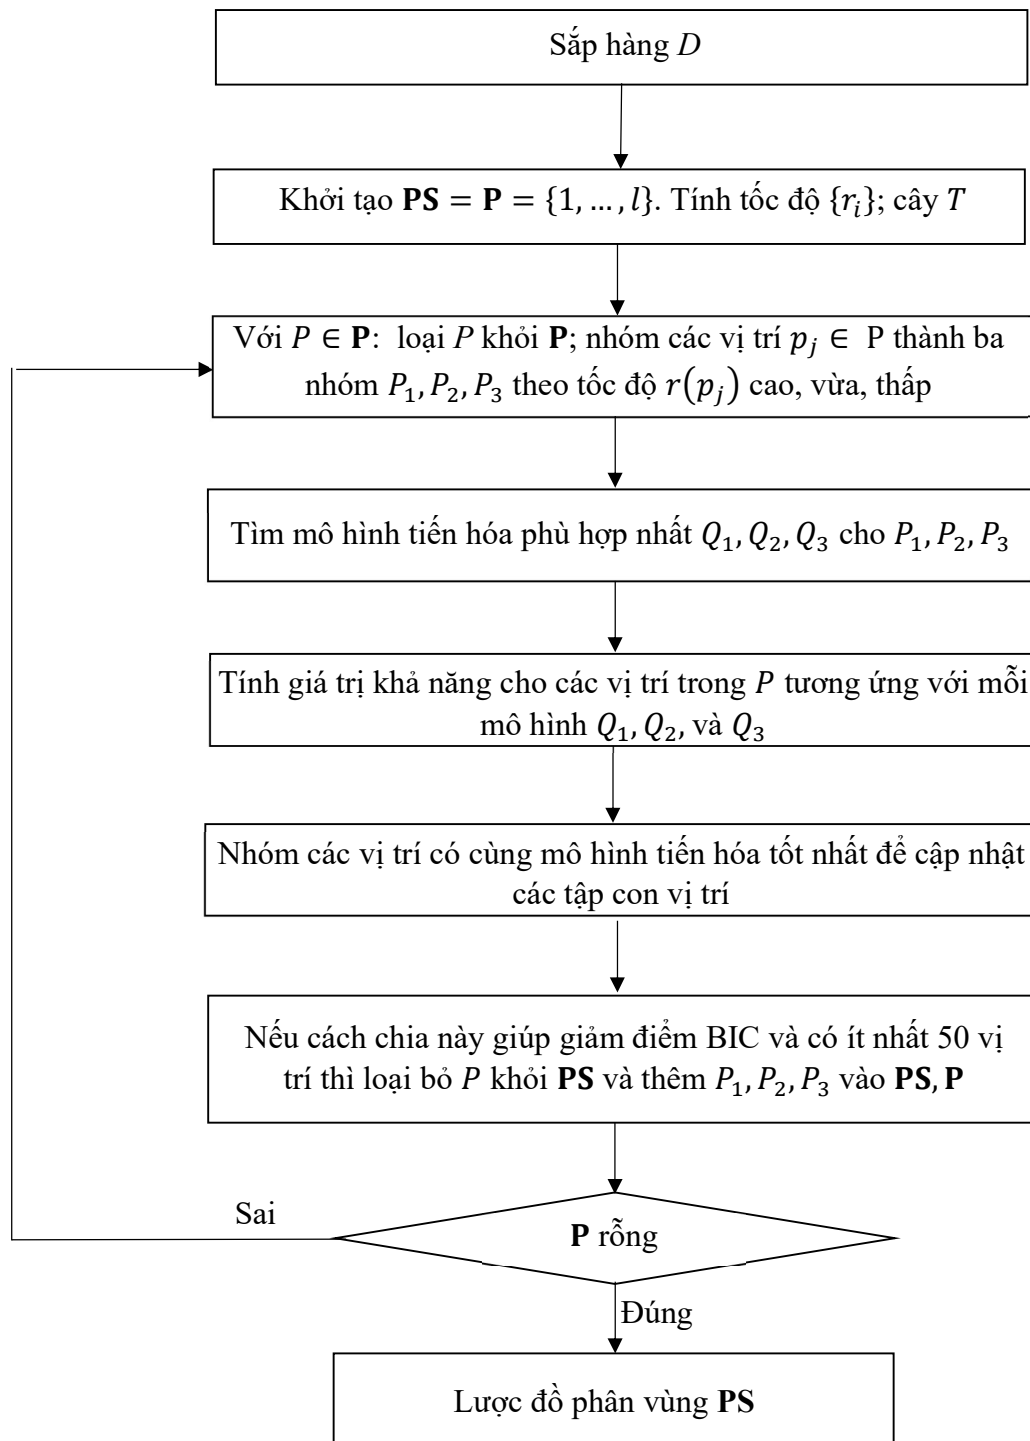 Sắp hàng D
Khởi tạo PS = P = {1, … , l}. Tính tốc độ {rᵢ}; cây T
Với P ∈ P: loại P khỏi P; nhóm các vị trí pⱼ ∈ P thành ba
nhóm P₁, P₂, P₃ theo tốc độ r(pⱼ) cao, vừa, thấp
Tìm mô hình tiến hóa phù hợp nhất Q₁, Q₂, Q₃ cho P₁, P₂, P₃
Tính giá trị khả năng cho các vị trí trong P tương ứng với mỗi
mô hình Q₁, Q₂, và Q₃
Nhóm các vị trí có cùng mô hình tiến hóa tốt nhất để cập nhật
các tập con vị trí
Nếu cách chia này giúp giảm điểm BIC và có ít nhất 50 vị
trí thì loại bỏ P khỏi PS và thêm P₁, P₂, P₃ vào PS, P
Sai
P rỗng
Đúng
Lược đồ phân vùng PS